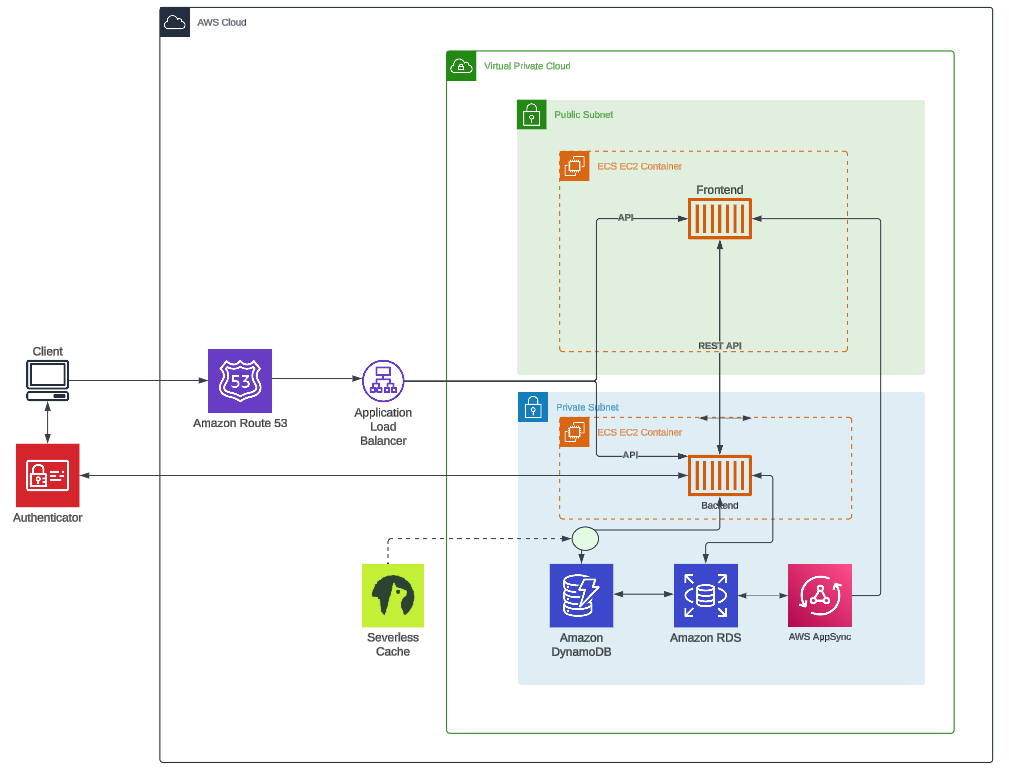 AWS Cloud
Virtual Private Cloud
Public Subnet
ECS EC2 Container
Frontend
API
REST API
Client
53
Amazon Route 53
Application
Load
Balancer
Private Subnet
ECS EC2 Container
API
Backend
Authenticator
Severless
Cache
Amazon
DynamoDB
Amazon RDS
AWS AppSync